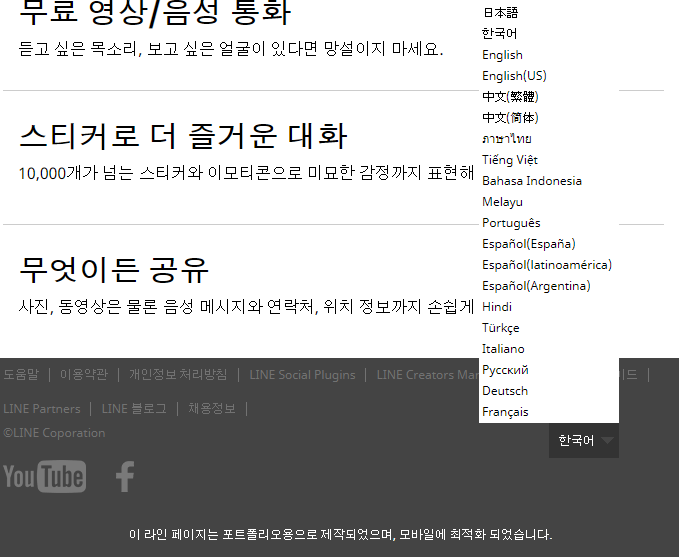 무료 영상/음성 통화
듣고 싶은 목소리, 보고 싶은 얼굴이 있다면 망설이지 마세요.
스티커로 더 즐거운 대화
10,000개가 넘는 스티커와 이모티콘으로 미묘한 감정까지 표현해
무엇이든 공유
사진, 동영상은 물론 음성 메시지와 연락처, 위치 정보까지 손쉽게
日本語
한국어
English
English(US)
中文(繁體)
中文(简体)
ภาษาไทย
Tiếng Việt
Bahasa Indonesia
Melayu
Português
Español(España)
Español(latinoamérica)
Español(Argentina)
Hindi
Türkçe
Italiano
Русский
Deutsch
Français
도움말 | 이용약관 | 개인정보 처리방침 | LINE Social Plugins | LINE Creators Mar 이드 |
LINE Partners | LINE 블로그 | 채용정보 |
©LINE Coporation
한국어
YouTube
f
이 라인 페이지는 포트폴리오용으로 제작되었으며, 모바일에 최적화 되었습니다.